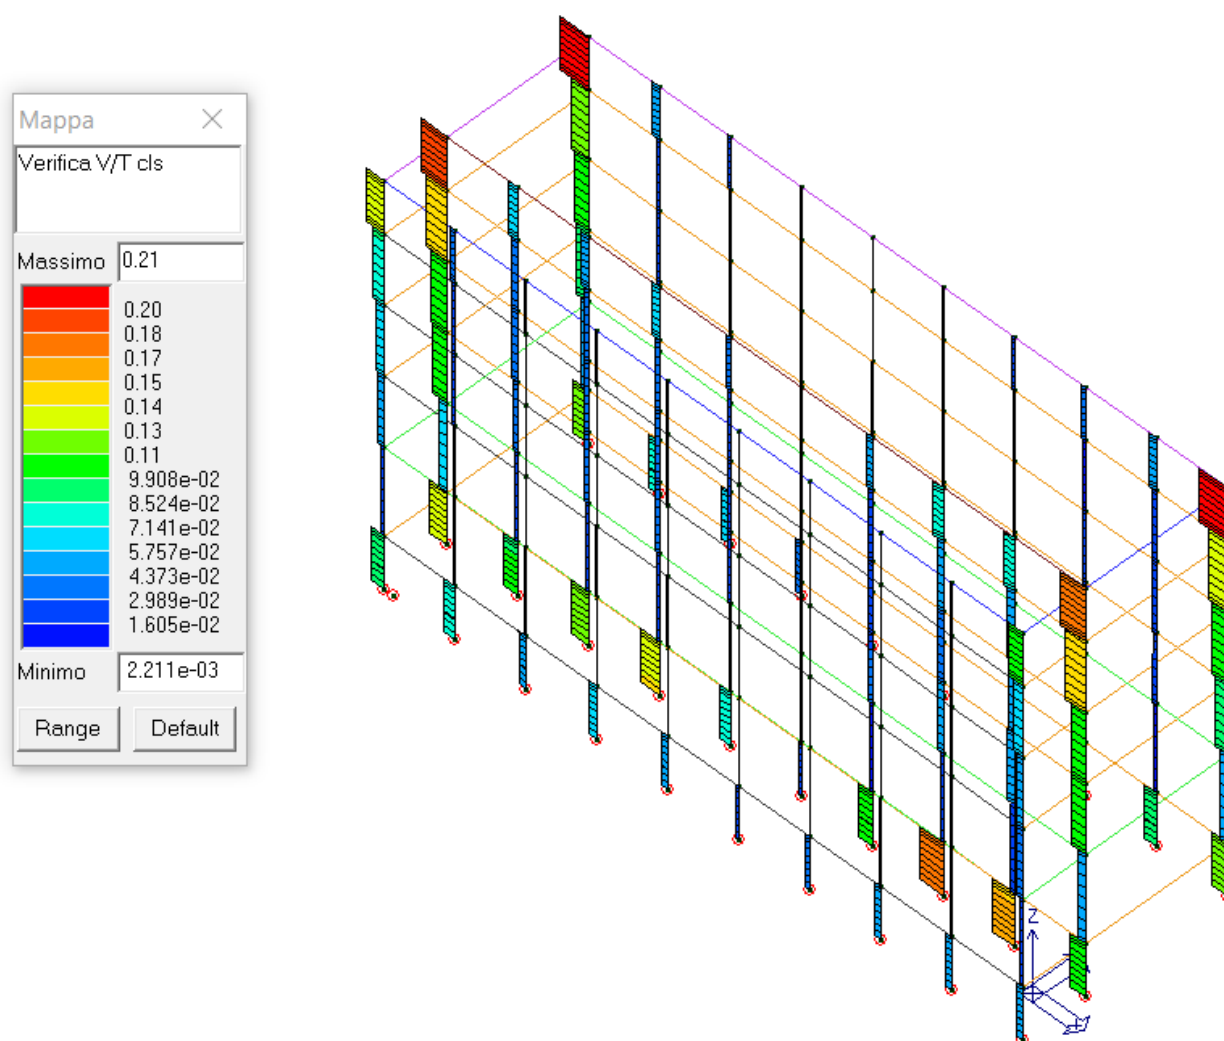 Mappa
Verifica V/T cls
Massimo 0.21
0.20
0.18
0.17
0.15
0.14
0.13
0.11
9.908e-02
8.524e-02
7.141e-02
5.757e-02
4.373e-02
2.989e-02
1.605e-02
Minimo 2.211e-03
Range Default
Z